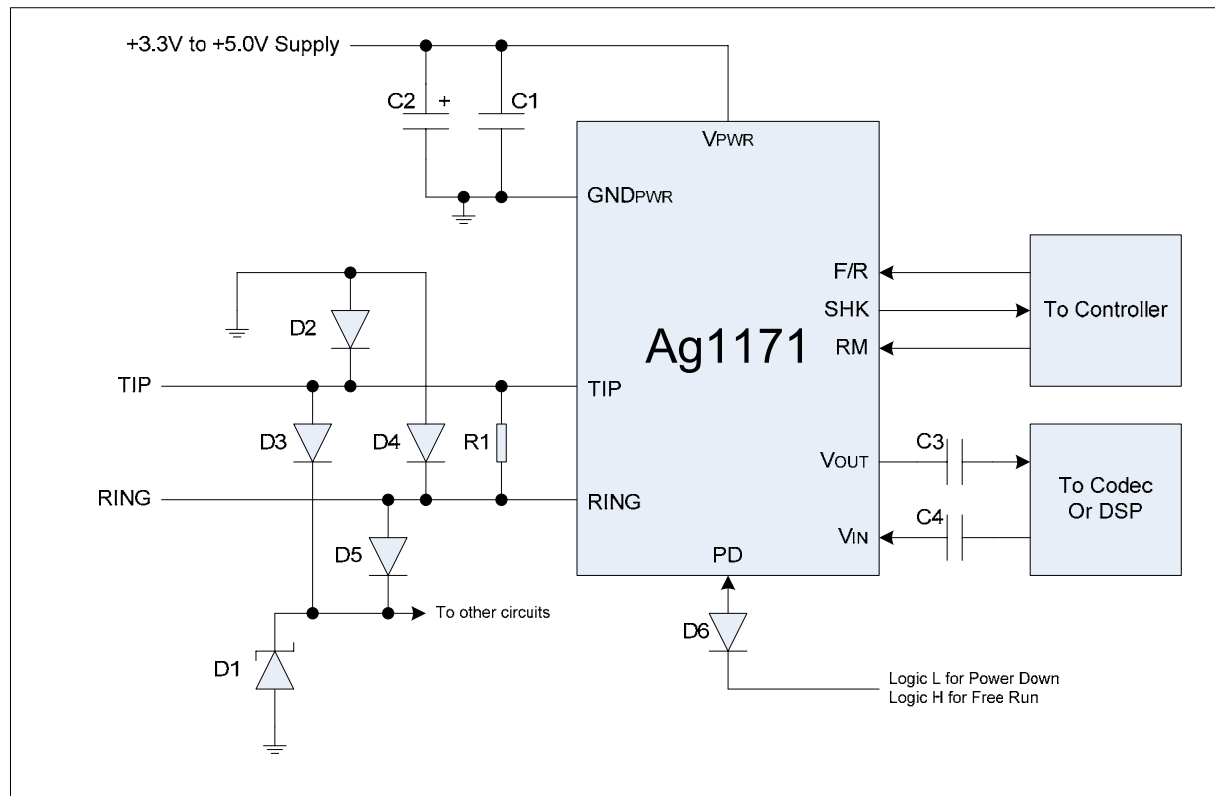 +3.3V to +5.0V Supply
C2
+
C1
VPWR
GNDPWR
F/R
SHK
RM
To Controller
D2
Ag1171
TIP
TIP
D3
D4
R1
VOUT
C3
To Codec
Or DSP
RING
RING
C4
VIN
D5
PD
To other circuits
D6
D1
Logic L for Power Down
Logic H for Free Run